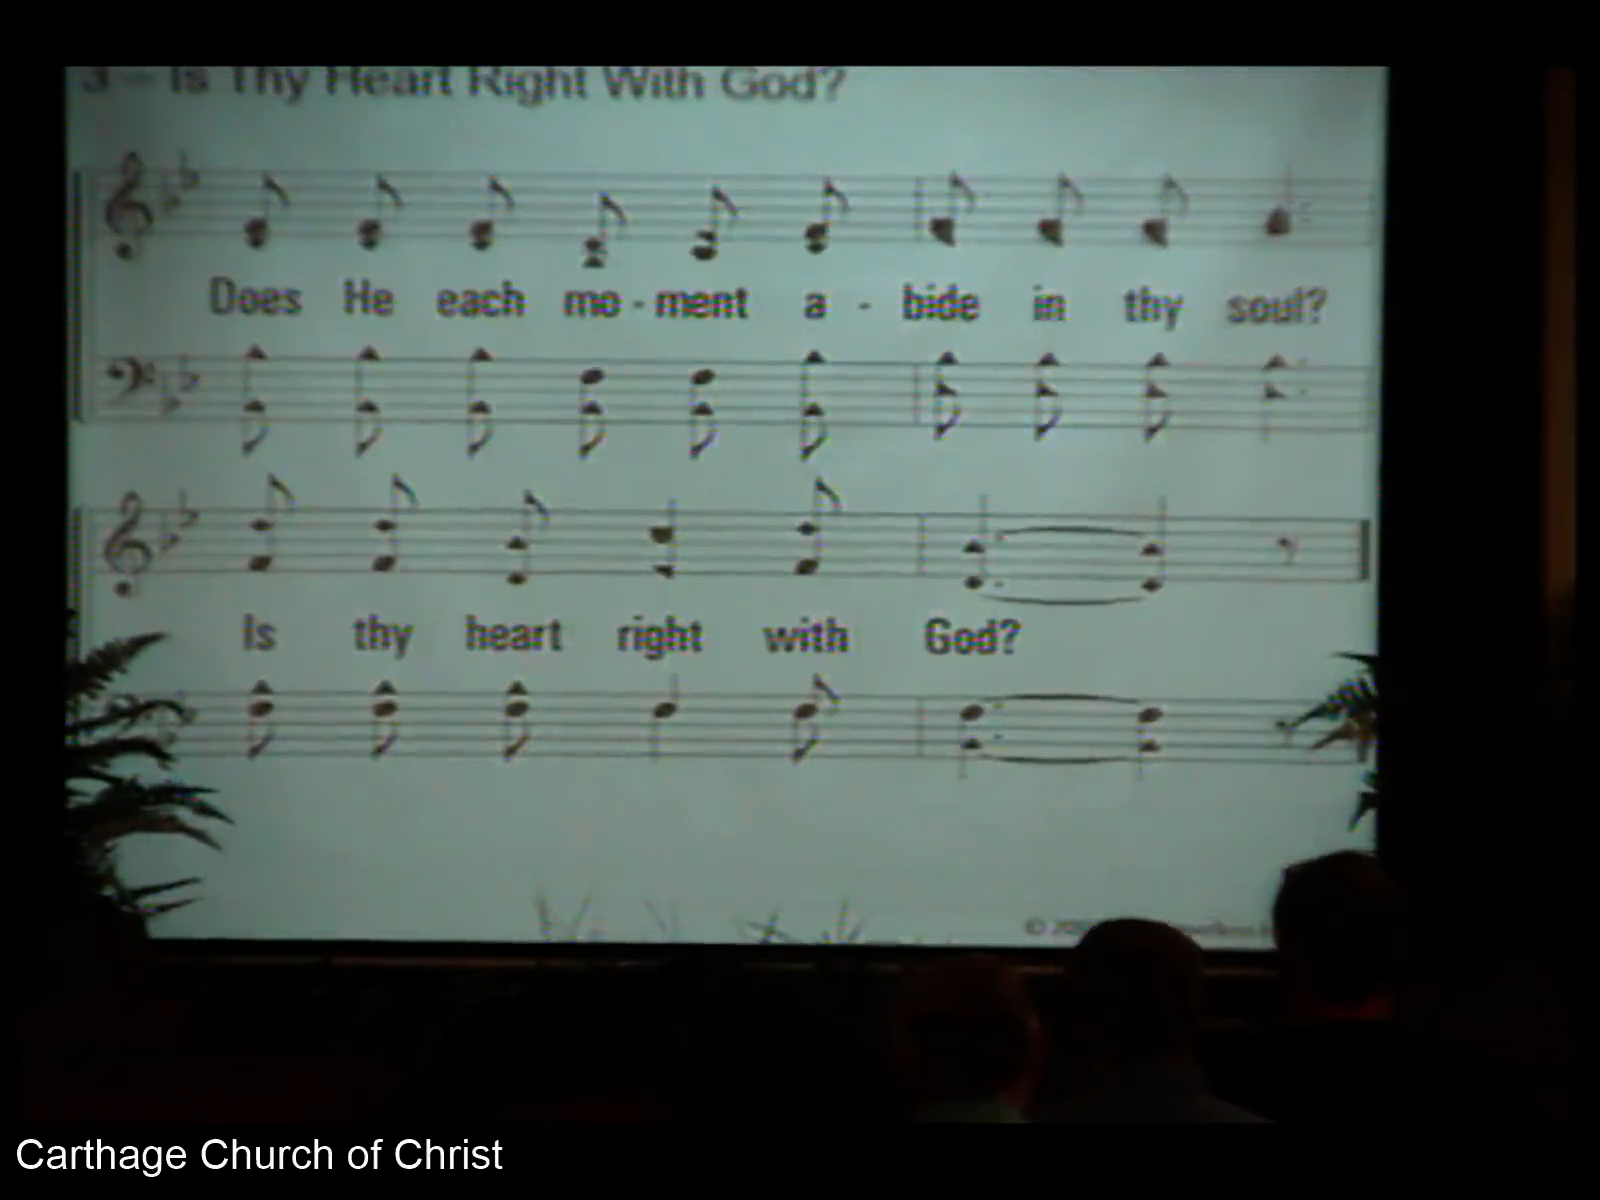 3 – Is Thy Heart Right With God?
Does He each mo - ment a - bide in thy soul?
Is thy heart right with God?
©
Carthage Church of Christ